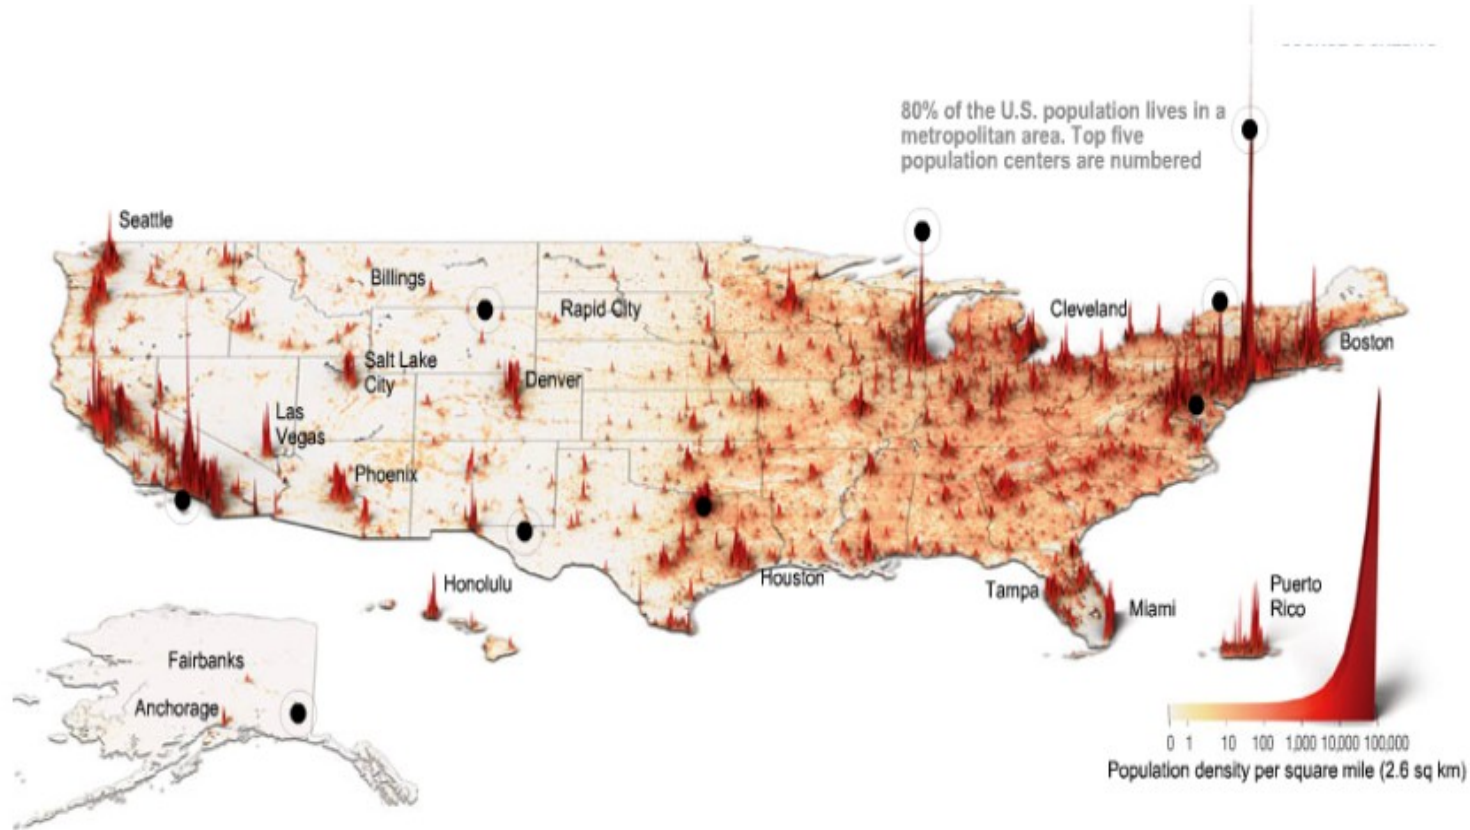 80% of the U.S. population lives in a
metropolitan area. Top five
population centers are numbered
Seattle
Billings
Rapid City
Cleveland
Boston
Salt Lake
City
Denver
Las
Vegas
Phoenix
Honolulu
Houston
Tampa
Miami
Puerto
Rico
Fairbanks
Anchorage
0 1 10 100 1,000 10,000 100,000
Population density per square mile (2.6 sq km)